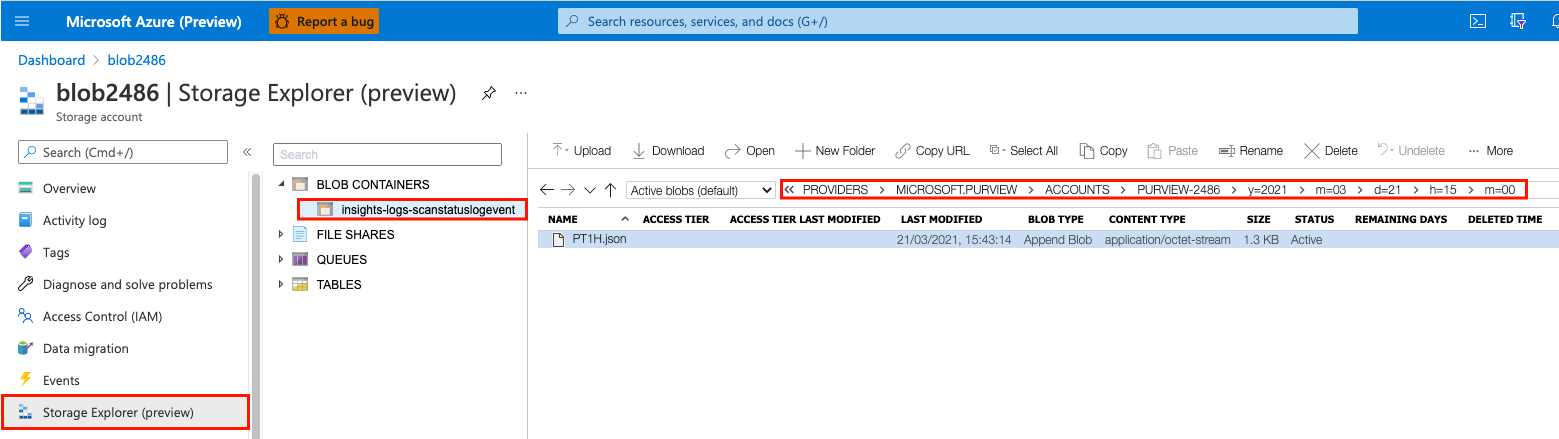 Microsoft Azure (Preview) Report a bug Search resources, services, and docs (G+/)
Dashboard > blob2486
blob2486 | Storage Explorer (preview) ...
Storage account
Search (Cmd+/) «
Overview
Activity log
Tags
Diagnose and solve problems
Access Control (IAM)
Data migration
Events
Storage Explorer (preview)
Search
BLOB CONTAINERS
insights-logs-scanstatuslogevent
FILE SHARES
QUEUES
TABLES
Upload Download Open New Folder Copy URL Select All Copy Paste Rename Delete Undelete ... More
Active blobs (default) « PROVIDERS > MICROSOFT.PURVIEW > ACCOUNTS > PURVIEW-2486 > y=2021 > m=03 > d=21 > h=15 > m=00
NAME ACCESS TIER ACCESS TIER LAST MODIFIED LAST MODIFIED BLOB TYPE CONTENT TYPE SIZE STATUS REMAINING DAYS DELETED TIME
PT1H.json 21/03/2021, 15:43:14 Append Blob application/octet-stream 1.3 KB Active